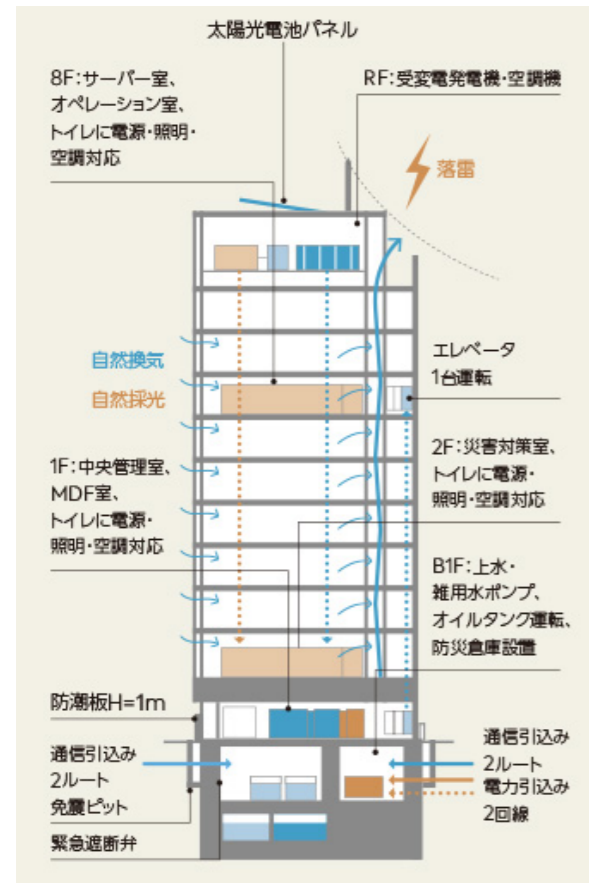 太陽光電池パネル
8F：サーバー室、
オペレーション室、
トイレに電源・照明・
空調対応
RF：受変電発電機・空調機
落雷
自然換気
自然採光
エレベータ
1台運転
1F：中央管理室、
MDF室、
トイレに電源・
照明・空調対応
2F：災害対策室、
トイレに電源・
照明・空調対応
B1F：上水・
雑用水ポンプ、
オイルタンク運転、
防災倉庫設置
防潮板H=1m
通信引込み
2ルート
免震ピット
緊急遮断弁
通信引込み
2ルート
電力引込み
2回線